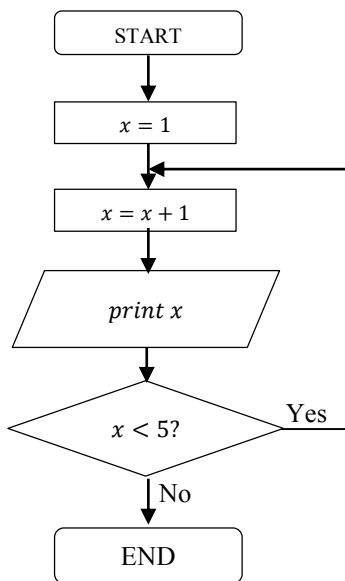 START
x = 1
x = x + 1
print x
x < 5?
Yes
No
END